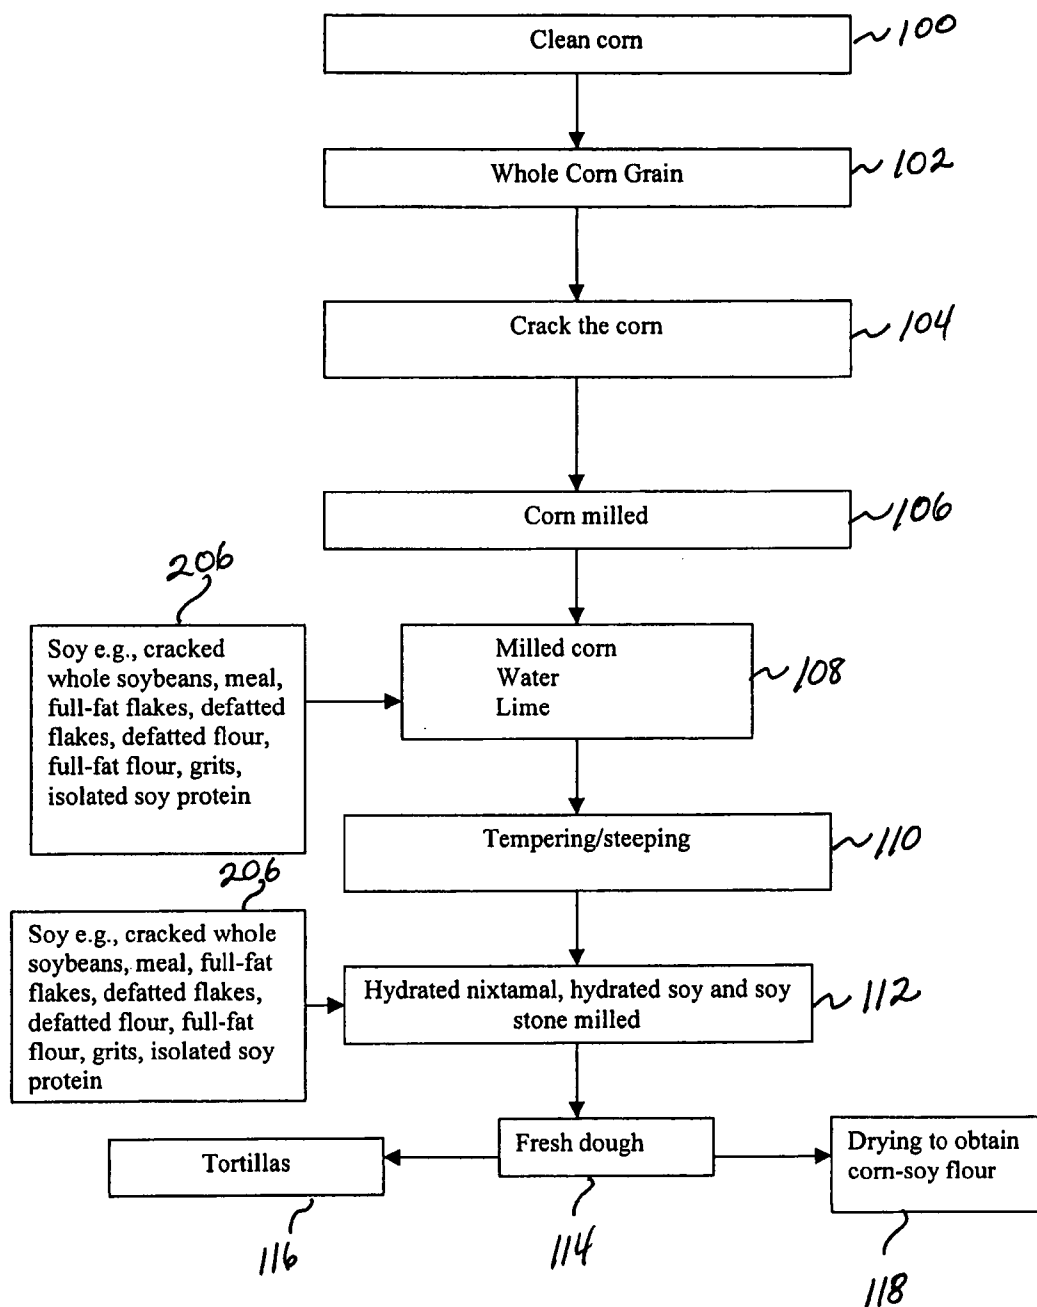 Clean corn
100
Whole Corn Grain
102
Crack the corn
104
Corn milled
106
206
Soy e.g., cracked
whole soybeans, meal,
full-fat flakes, defatted
flakes, defatted flour,
full-fat flour, grits,
isolated soy protein
Milled corn
Water
Lime
108
Tempering/steeping
110
206
Soy e.g., cracked whole
soybeans, meal, full-fat
flakes, defatted flakes,
defatted flour, full-fat
flour, grits, isolated soy
protein
Hydrated nixtamal, hydrated soy and soy
stone milled
112
Tortillas
Fresh dough
Drying to obtain
corn-soy flour
116
114
118